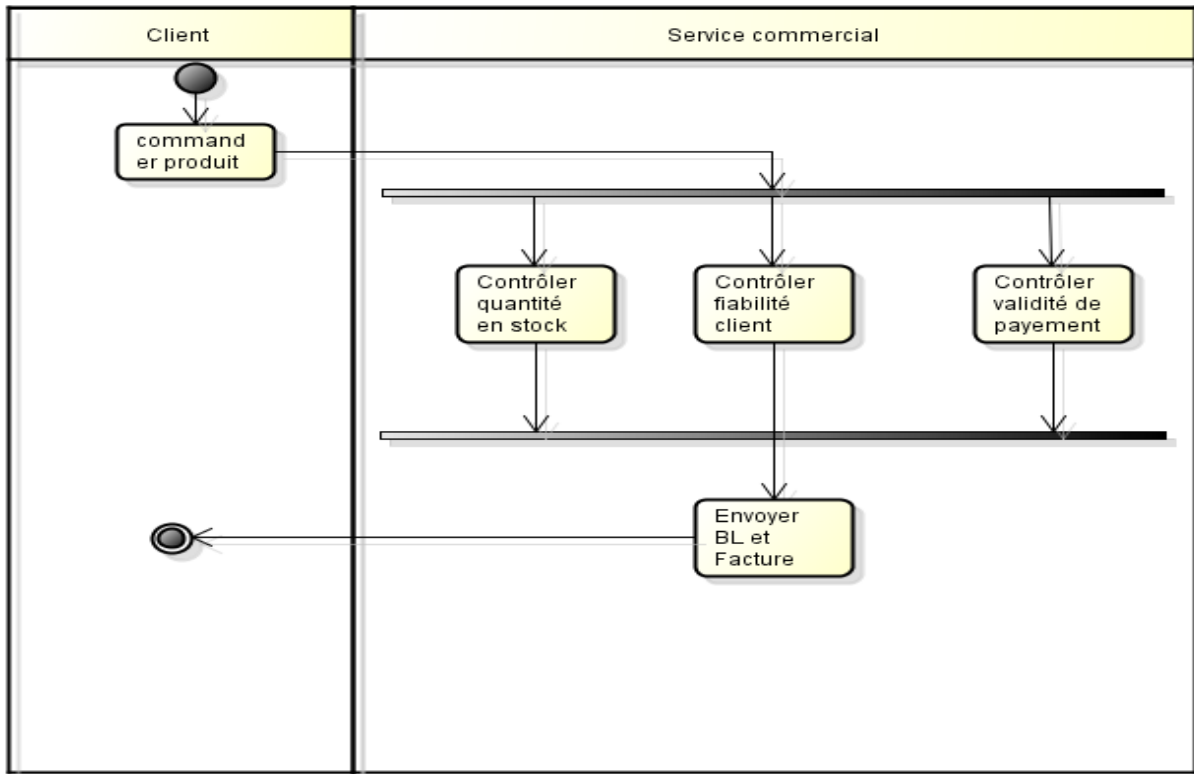 Client
Service commercial
command
er produit
Contrôler
quantité
en stock
Contrôler
fiabilité
client
Contrôler
validité de
payement
Envoyer
BL et
Facture